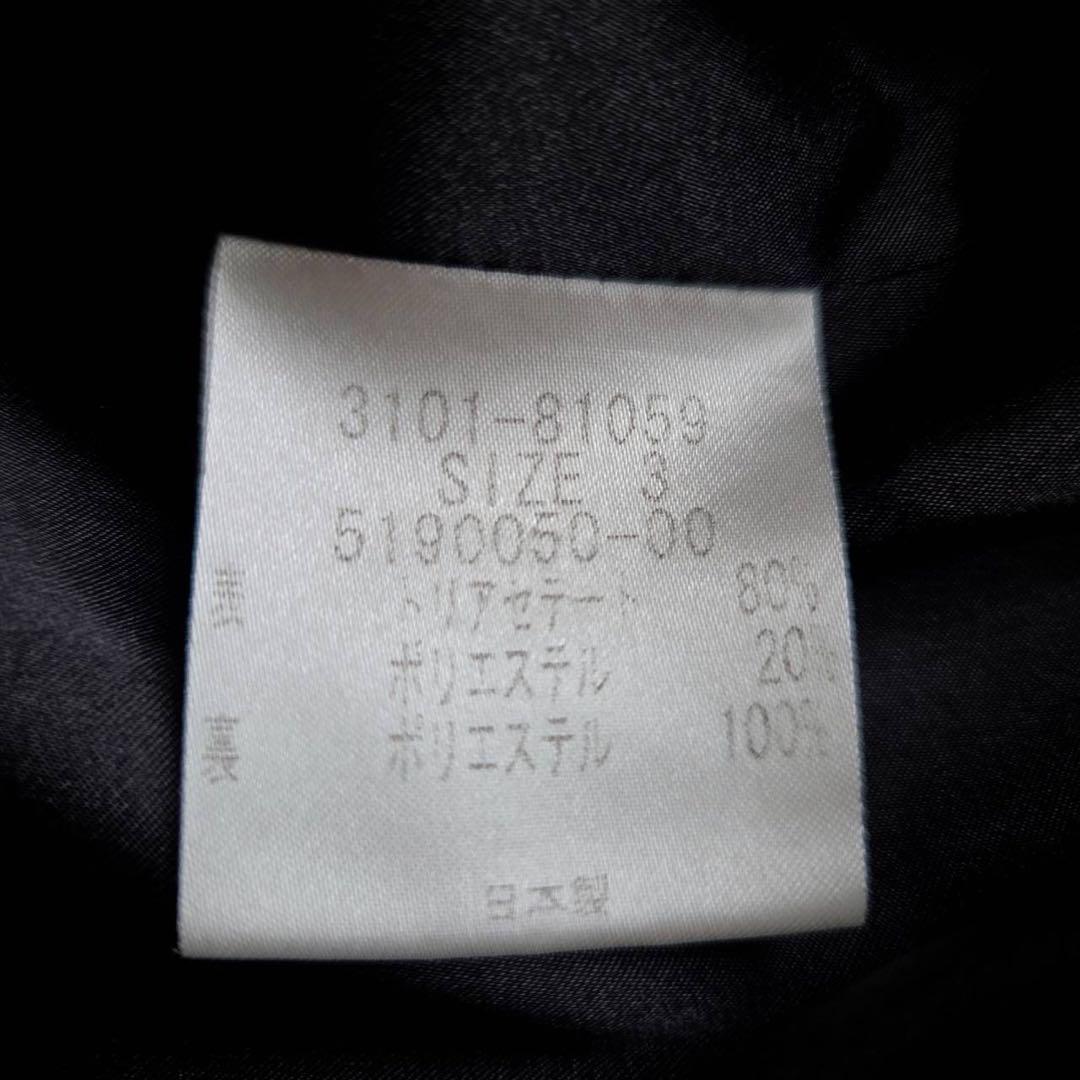 3101-81059
SIZE 3
5190050-00
表 トリアセテート 80%
ポリエステル 20%
裏 ポリエステル 100%
日本製